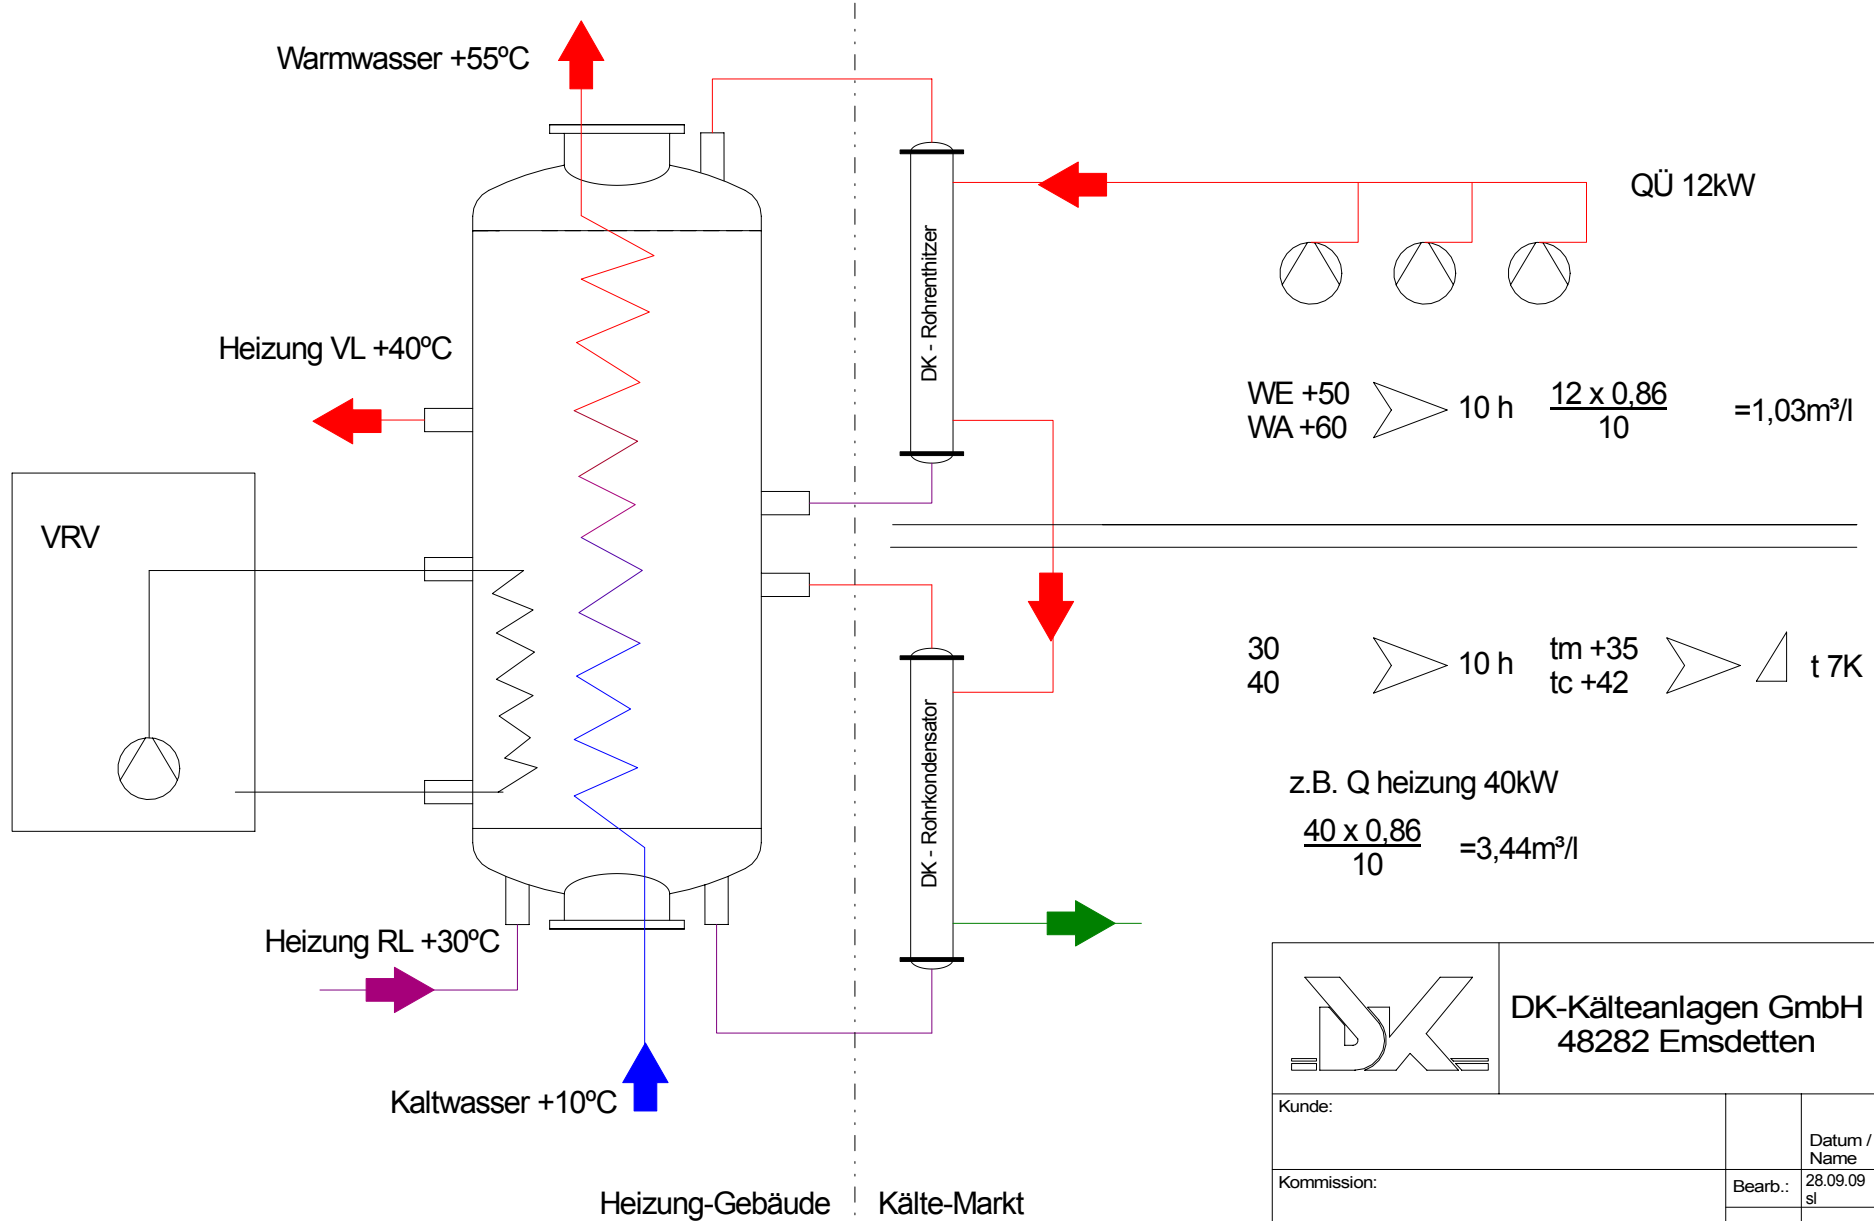 Warmwasser +55ºC
QÜ 12kW
DK - Rohrenthitzer
Heizung VL +40ºC
WE +50
WA +60
10 h
12 x 0,86
10
=1,03m³/l
VRV
30
40
10 h
tm +35
tc +42
t 7K
DK - Rohrkondensator
z.B. Q heizung 40kW
40 x 0,86
10
=3,44m³/l
Heizung RL +30ºC
Kaltwasser +10ºC
DK
DK-Kälteanlagen GmbH
48282 Emsdetten
Kunde:
Datum /
Name
Kommission:
Bearb.:
28.09.09
sl
Heizung-Gebäude
Kälte-Markt